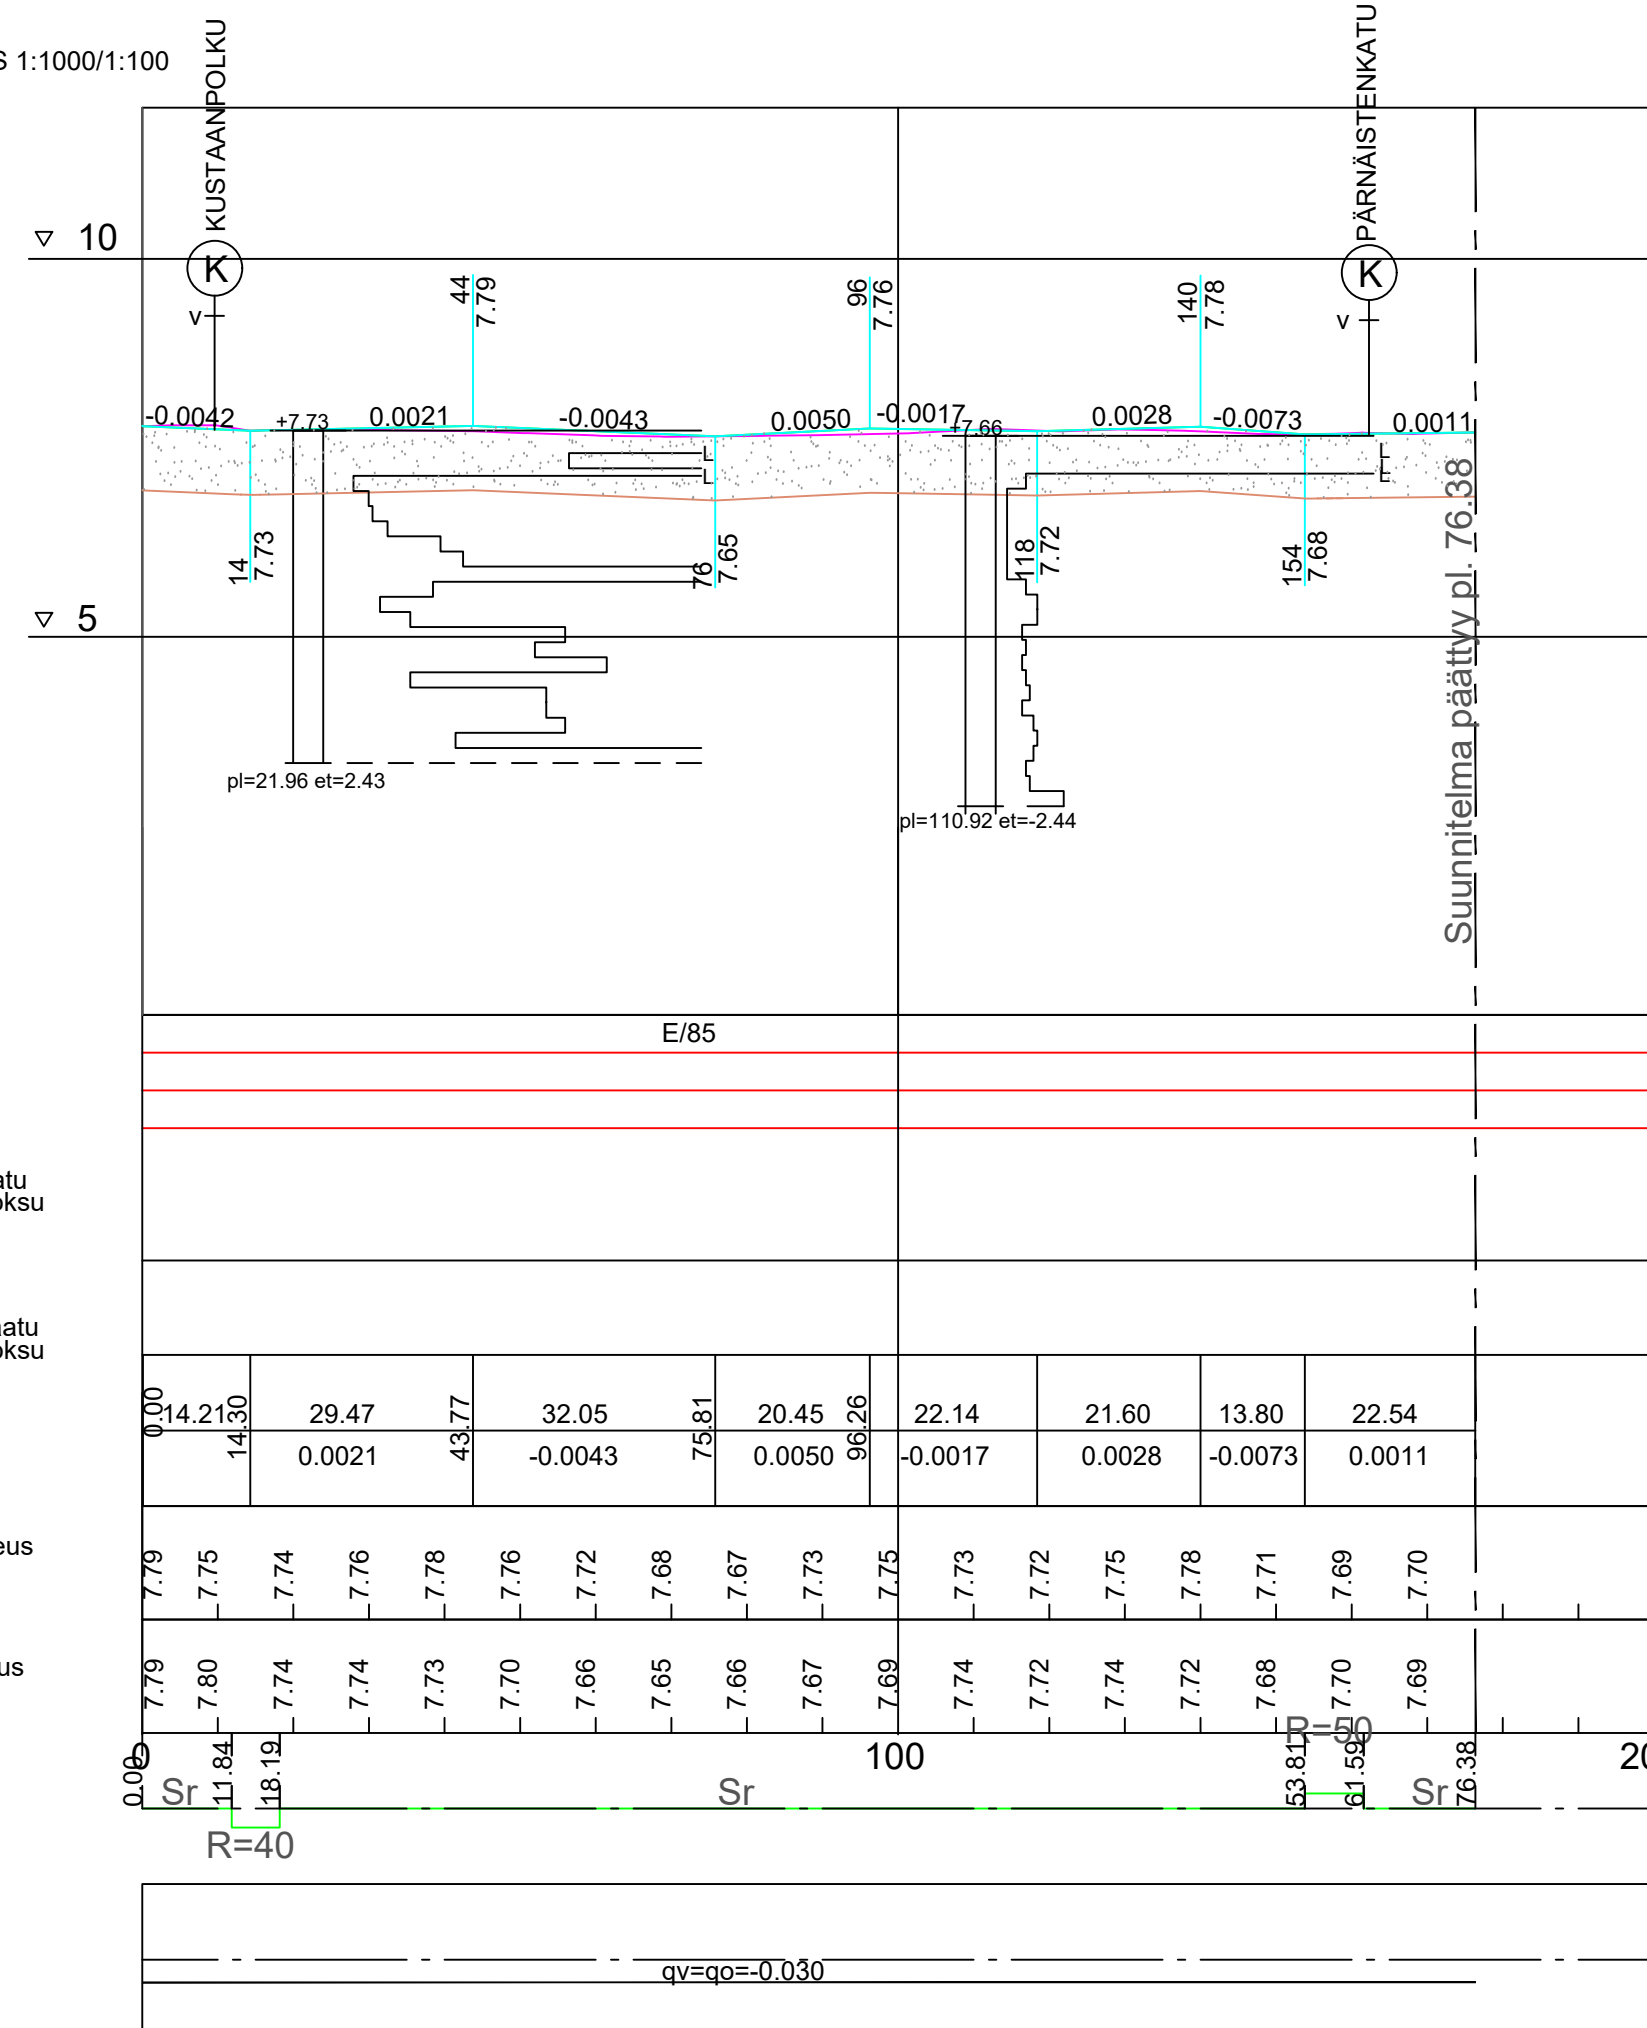 S 1:1000/1:100
KUSTAANPOLKU
PÄRNÄISTENKATU
10
K
K
v
v
44
7.79
96
7.76
140
7.78
-0.0042
+7.73
0.0021
-0.0043
0.0050
-0.0017
+7.66
0.0028
-0.0073
0.0011
L
L
L
L
14
7.73
76
7.65
118
7.72
154
7.68
5
Suunnitelma päättyy pl. 76.38
pl=21.96 et=2.43
pl=110.92 et=-2.44
E/85
atu
oksu
aatu
oksu
0.00
14.21
14.30
29.47
43.77
32.05
75.81
20.45
96.26
22.14
21.60
13.80
22.54
0.0021
-0.0043
0.0050
-0.0017
0.0028
-0.0073
0.0011
eus
7.79 7.75 7.74 7.76 7.78 7.76 7.72 7.68 7.67 7.73 7.75 7.73 7.72 7.75 7.78 7.71 7.69 7.70
us
7.79 7.80 7.74 7.74 7.73 7.70 7.66 7.65 7.66 7.67 7.69 7.74 7.72 7.74 7.72 7.68 7.70 7.69
R=50
0
100
20
0.00
Sr
11.84
18.19
Sr
53.81
61.59
Sr
76.38
R=40
qv=qo=-0.030